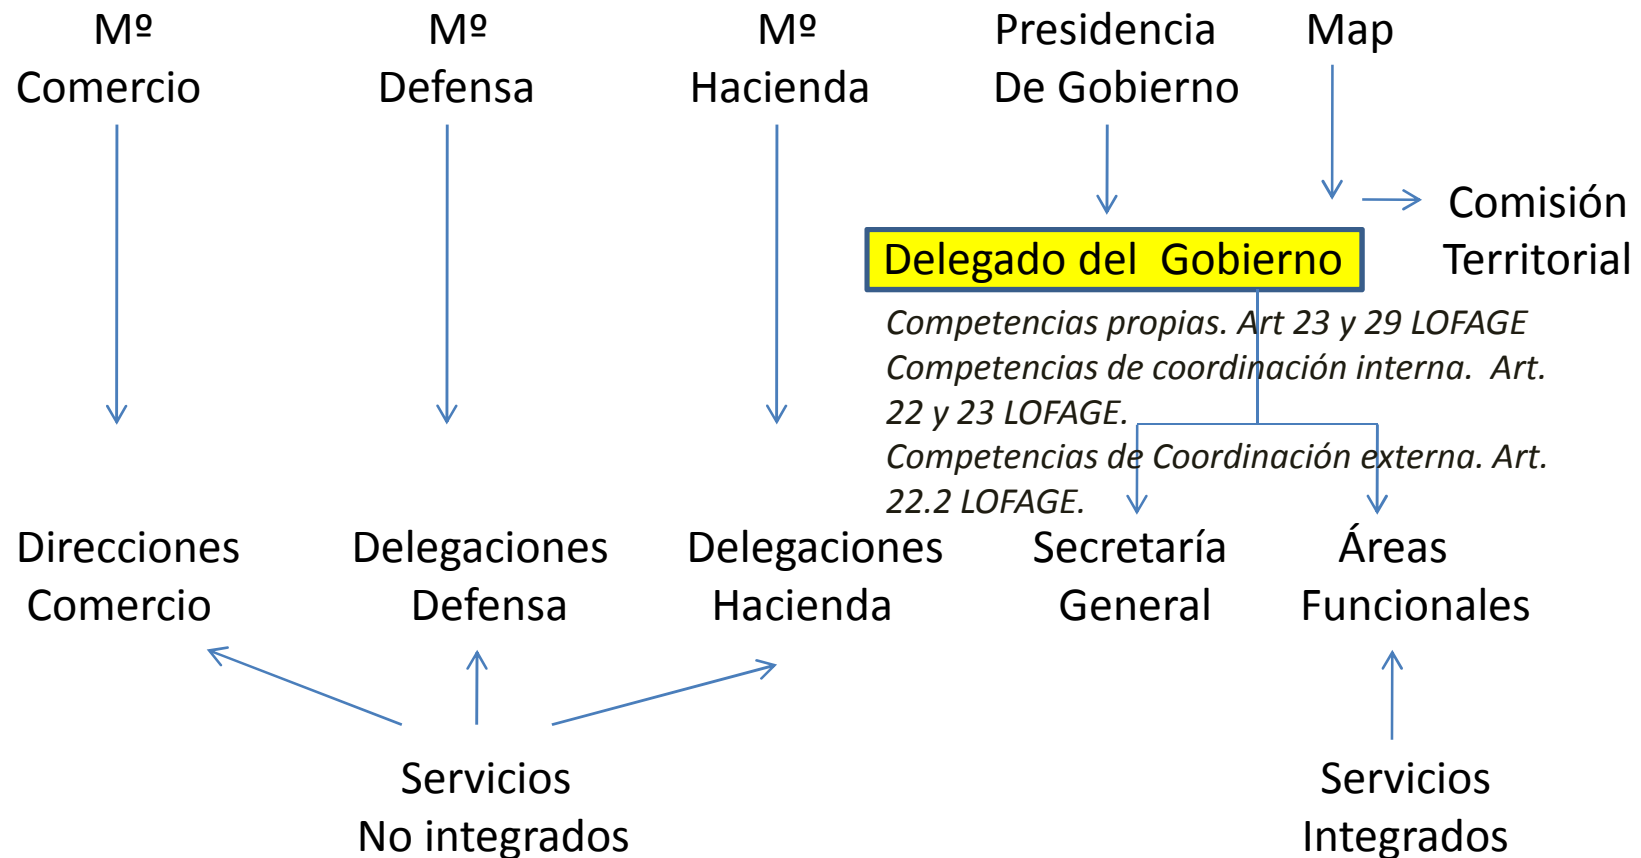 Mº
Comercio
Mº
Defensa
Mº
Hacienda
Presidencia
De Gobierno
Map
Comisión
Territorial
Delegado del  Gobierno
Competencias propias. Art 23 y 29 LOFAGE
Competencias de coordinación interna.  Art.
22 y 23 LOFAGE.
Competencias de Coordinación externa. Art.
22.2 LOFAGE.
Direcciones
Comercio
Delegaciones
Defensa
Delegaciones
Hacienda
Secretaría
General
Áreas
Funcionales
Servicios
No integrados
Servicios
Integrados